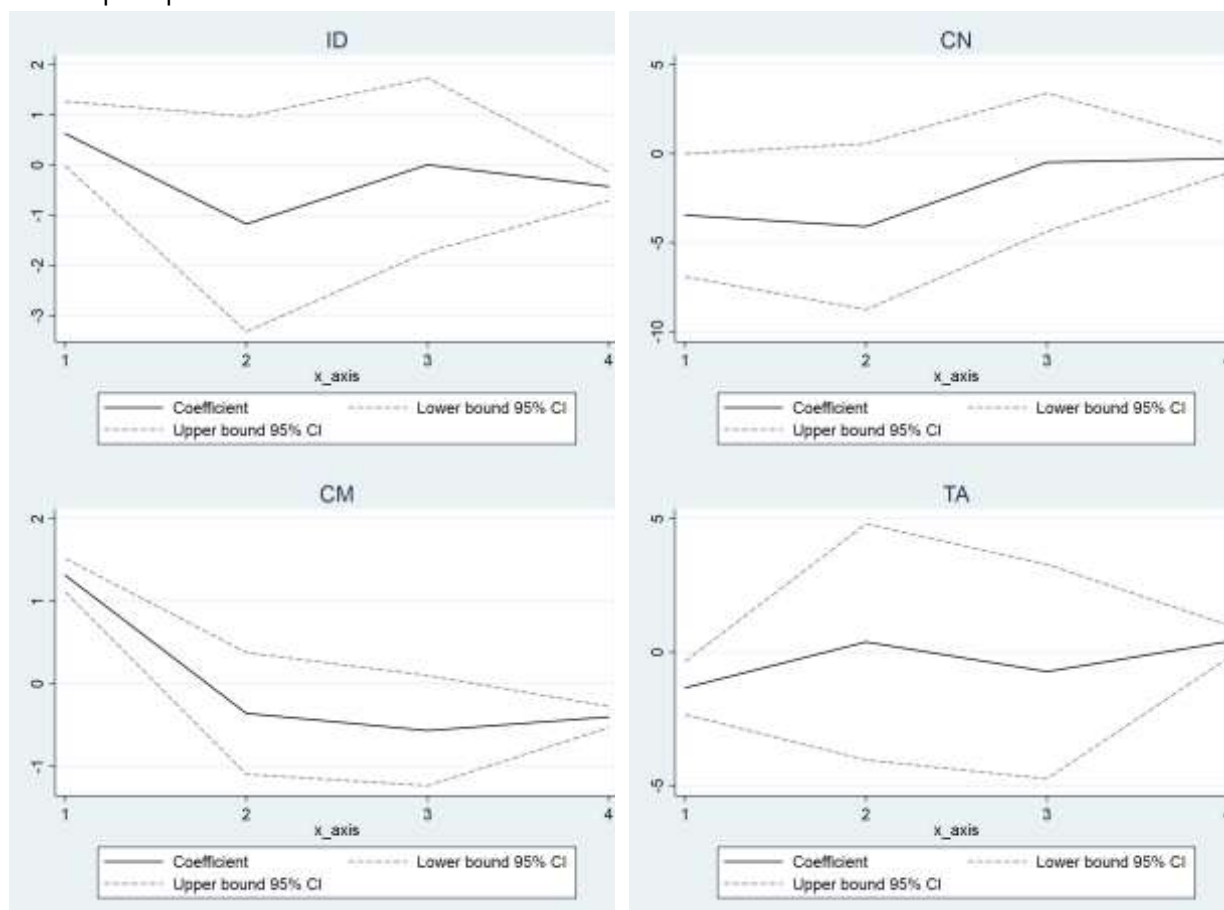 ID
2
1
0
-1
-2
-3
1 2 3 4
x_axis
Coefficient Lower bound 95% CI
Upper bound 95% CI
CN
5
0
-5
-10
1 2 3
x_axis
Coefficient Lower bound 95% CI
Upper bound 95% CI
CM
2
1
0
-1
1 2 3 4
x_axis
Coefficient Lower bound 95% CI
Upper bound 95% CI
TA
5
0
-5
1 2 3
x_axis
Coefficient Lower bound 95% CI
Upper bound 95% CI